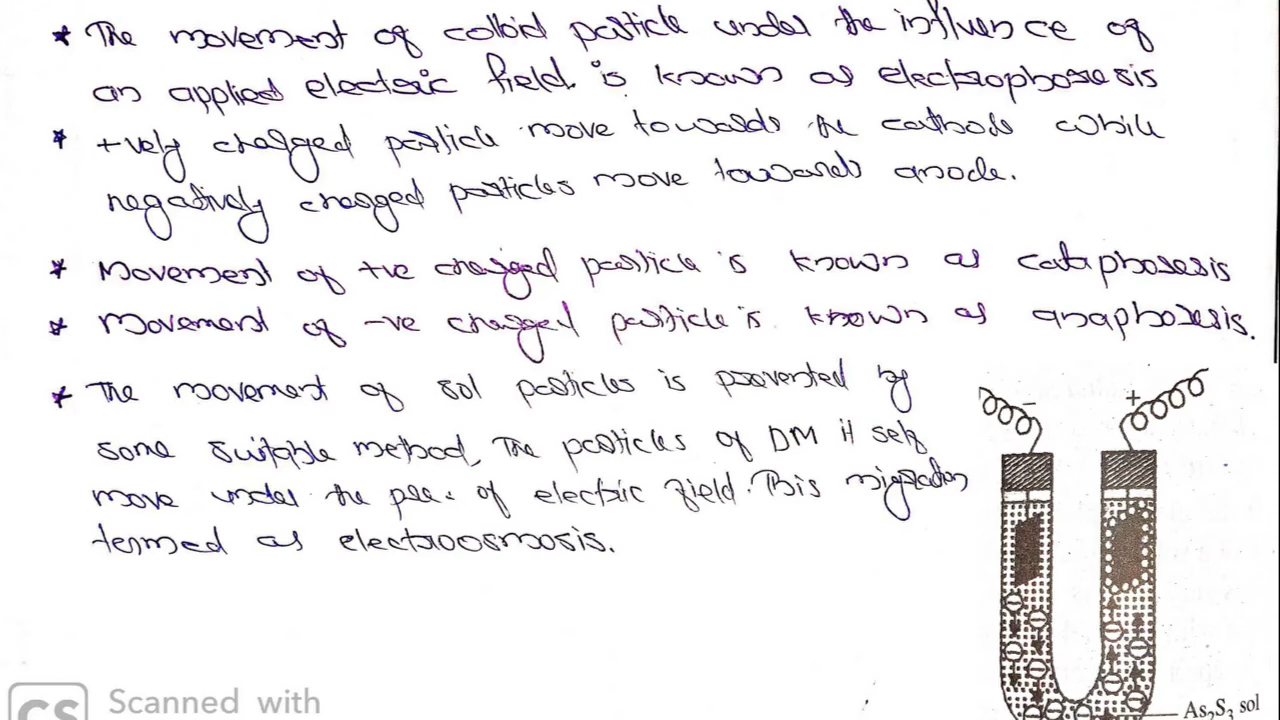 * The movement of colloid particle under the influence of
an applied electric field is known as electrophoresis
* +vely charged particle move towards the cathode while
negatively charged particles move towards anode.
* Movement of +ve charged particle is known as cataphoresis
* Movement of -ve charged particle is known as anaphoresis.
* The movement of sol particles is prevented by
some suitable method, The particles of DM it self
move under the pre.. of electric field. This migration
termed as electroosmosis.
− +
As₂S₃ sol
CS Scanned with